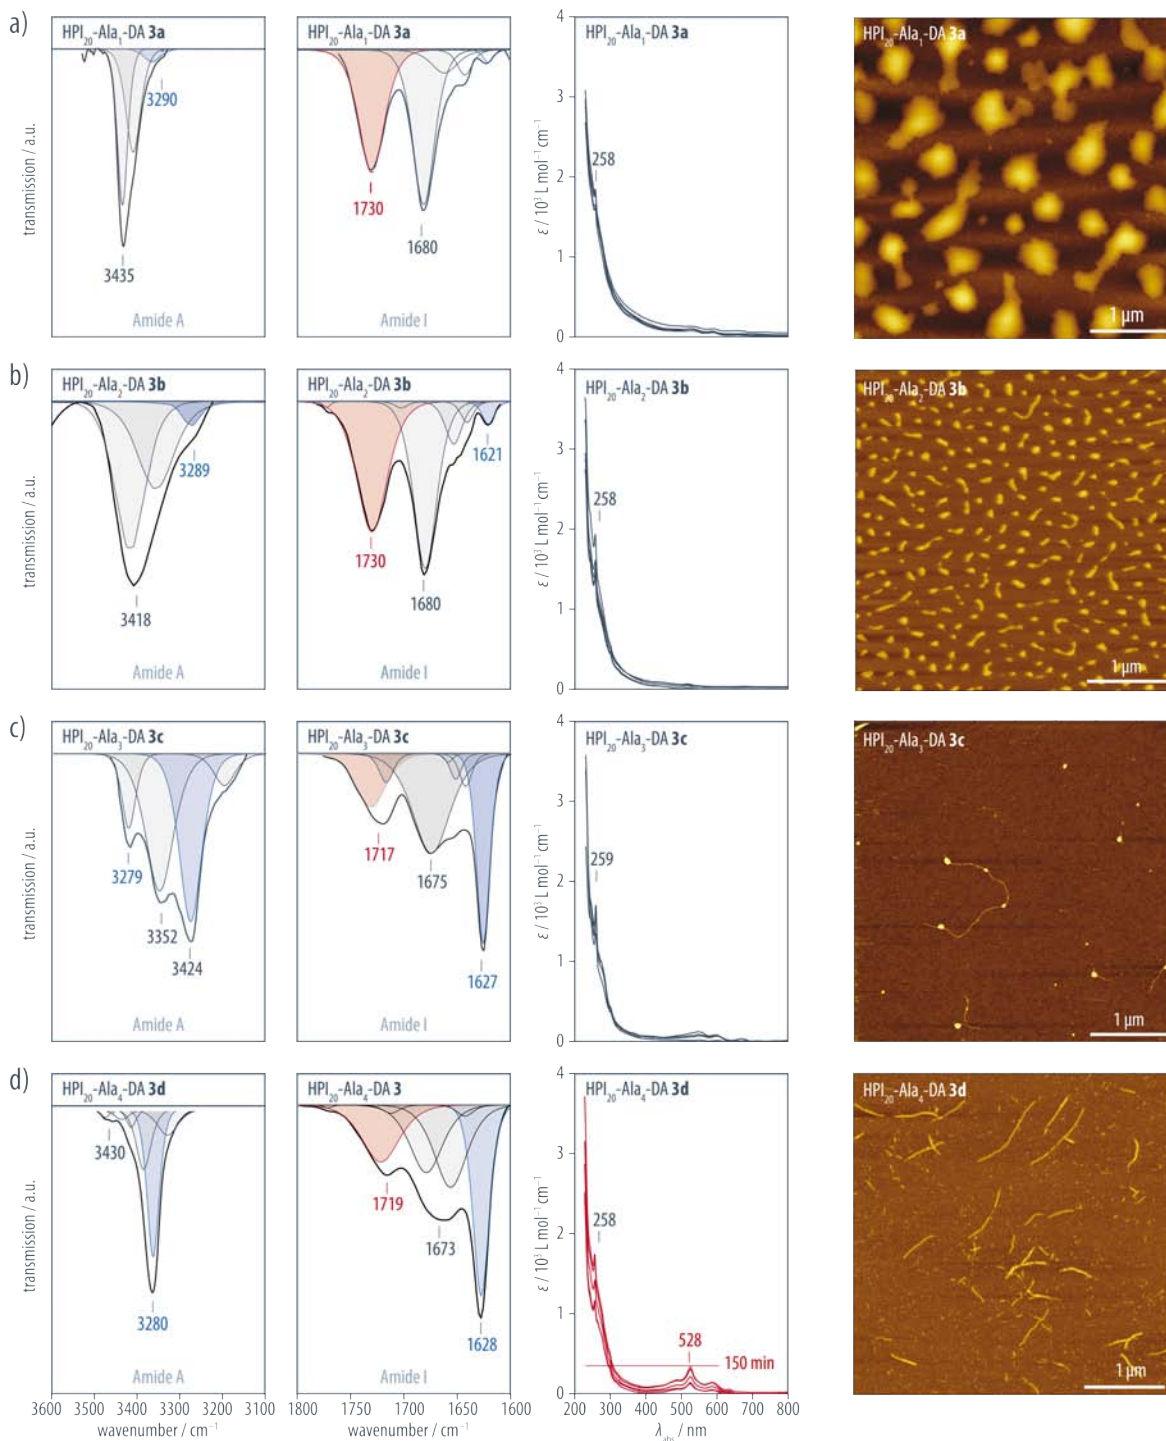 a)
HPI₂₀-Ala₁-DA 3a
3290
3435
Amide A
transmission / a.u.
HPI₂₀-Ala₁-DA 3a
1730
1680
Amide I
4
3
2
1
0
ε / 10³ L mol⁻¹ cm⁻¹
HPI₂₀-Ala₁-DA 3a
258
HPI₂₀-Ala₁-DA 3a
1 µm
b)
HPI₂₀-Ala₂-DA 3b
3289
3418
Amide A
transmission / a.u.
HPI₂₀-Ala₂-DA 3b
1621
1730
1680
Amide I
4
3
2
1
0
ε / 10³ L mol⁻¹ cm⁻¹
HPI₂₀-Ala₂-DA 3b
258
HPI₂₀-Ala₂-DA 3b
1 µm
c)
HPI₂₀-Ala₃-DA 3c
3279
3352
3424
Amide A
transmission / a.u.
HPI₂₀-Ala₃-DA 3c
1717
1675
1627
Amide I
4
3
2
1
0
ε / 10³ L mol⁻¹ cm⁻¹
HPI₂₀-Ala₃-DA 3c
259
HPI₂₀-Ala₃-DA 3c
1 µm
d)
HPI₂₀-Ala₄-DA 3d
3430
3280
Amide A
transmission / a.u.
3600 3500 3400 3300 3200 3100
wavenumber / cm⁻¹
HPI₂₀-Ala₄-DA 3
1719
1673
1628
Amide I
1800 1750 1700 1650 1600
wavenumber / cm⁻¹
4
3
2
1
0
ε / 10³ L mol⁻¹ cm⁻¹
HPI₂₀-Ala₄-DA 3d
258
528
150 min
200 300 400 500 600 700 800
λabs / nm
HPI₂₀-Ala₄-DA 3d
1 µm